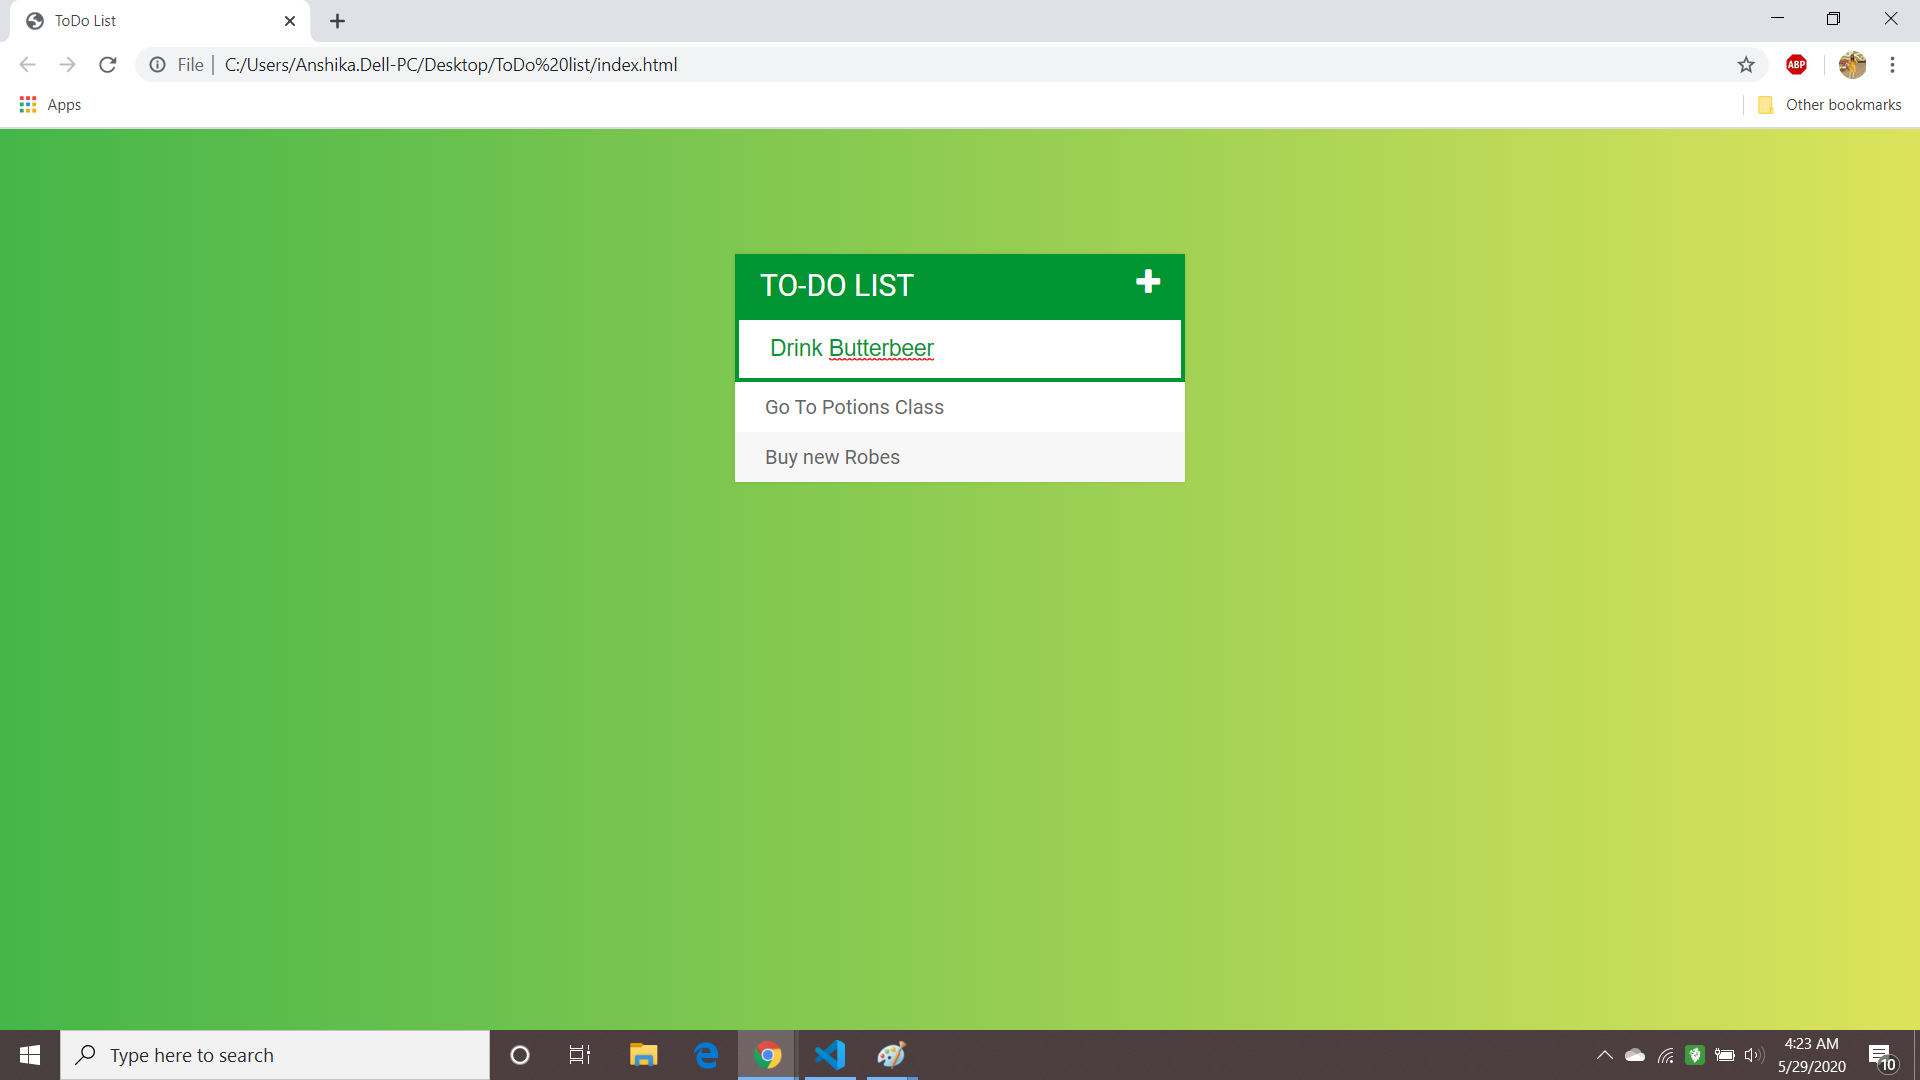 ToDo List
File | C:/Users/Anshika.Dell-PC/Desktop/ToDo%20list/index.html
ABP
Apps
Other bookmarks
TO-DO LIST
Drink Butterbeer
Go To Potions Class
Buy new Robes
Type here to search
4:23 AM
5/29/2020
10